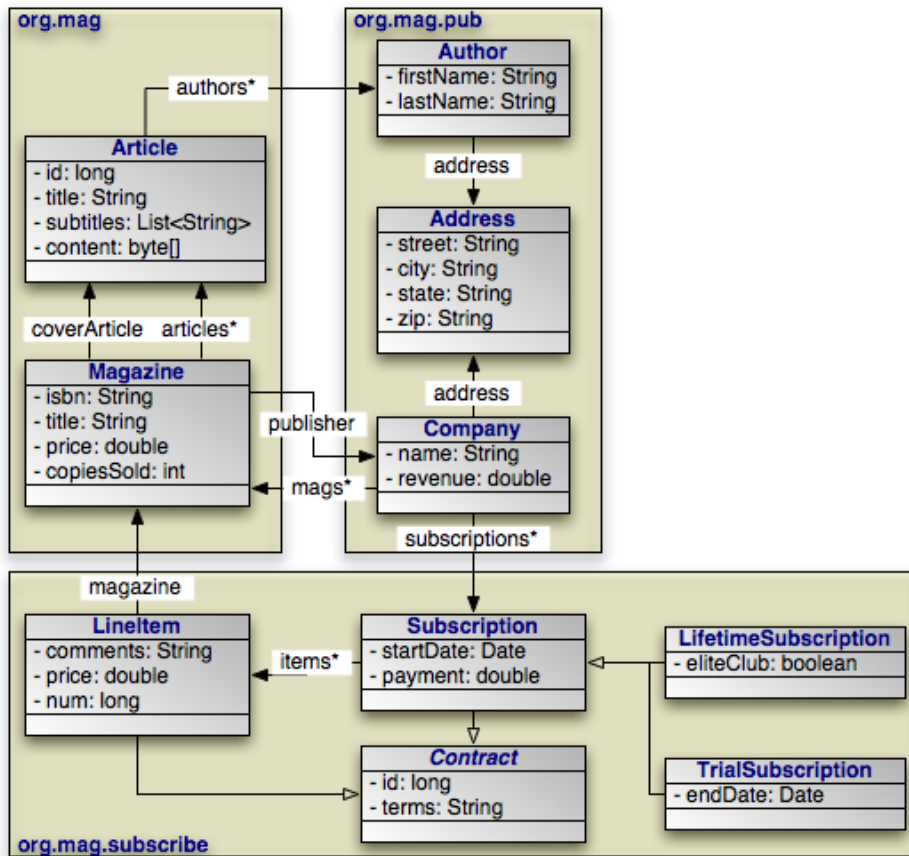 org.mag
org.mag.pub
Author
- firstName: String
- lastName: String
authors*
address
Article
- id: long
- title: String
- subtitles: List<String>
- content: byte[]
Address
- street: String
- city: String
- state: String
- zip: String
coverArticle
articles*
address
Magazine
- isbn: String
- title: String
- price: double
- copiesSold: int
publisher
mags*
Company
- name: String
- revenue: double
subscriptions*
magazine
LineItem
- comments: String
- price: double
- num: long
items*
Subscription
- startDate: Date
- payment: double
LifetimeSubscription
- eliteClub: boolean
Contract
- id: long
- terms: String
TrialSubscription
- endDate: Date
org.mag.subscribe